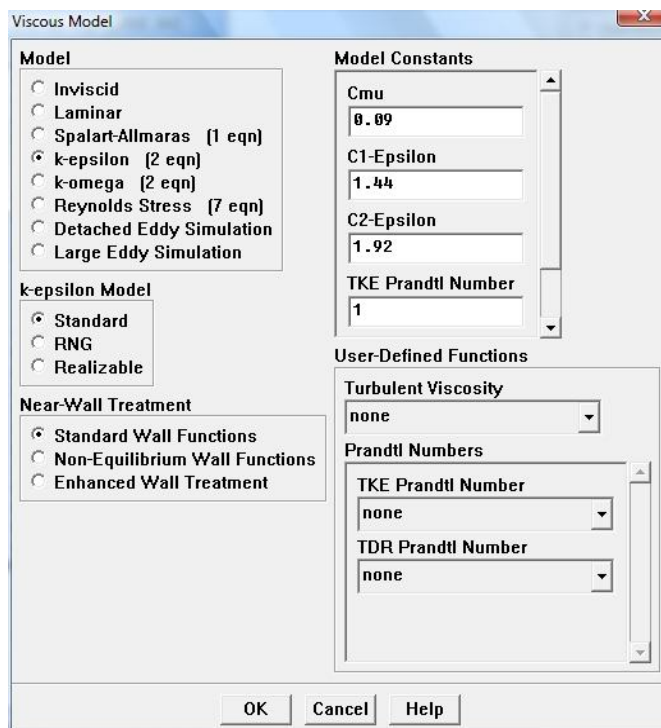 Viscous Model
Model
Inviscid
Laminar
Spalart-Allmaras (1 eqn)
k-epsilon (2 eqn)
k-omega (2 eqn)
Reynolds Stress (7 eqn)
Detached Eddy Simulation
Large Eddy Simulation
k-epsilon Model
Standard
RNG
Realizable
Near-Wall Treatment
Standard Wall Functions
Non-Equilibrium Wall Functions
Enhanced Wall Treatment
Model Constants
Cmu
0.09
C1-Epsilon
1.44
C2-Epsilon
1.92
TKE Prandtl Number
1
User-Defined Functions
Turbulent Viscosity
none
Prandtl Numbers
TKE Prandtl Number
none
TDR Prandtl Number
none
OK Cancel Help